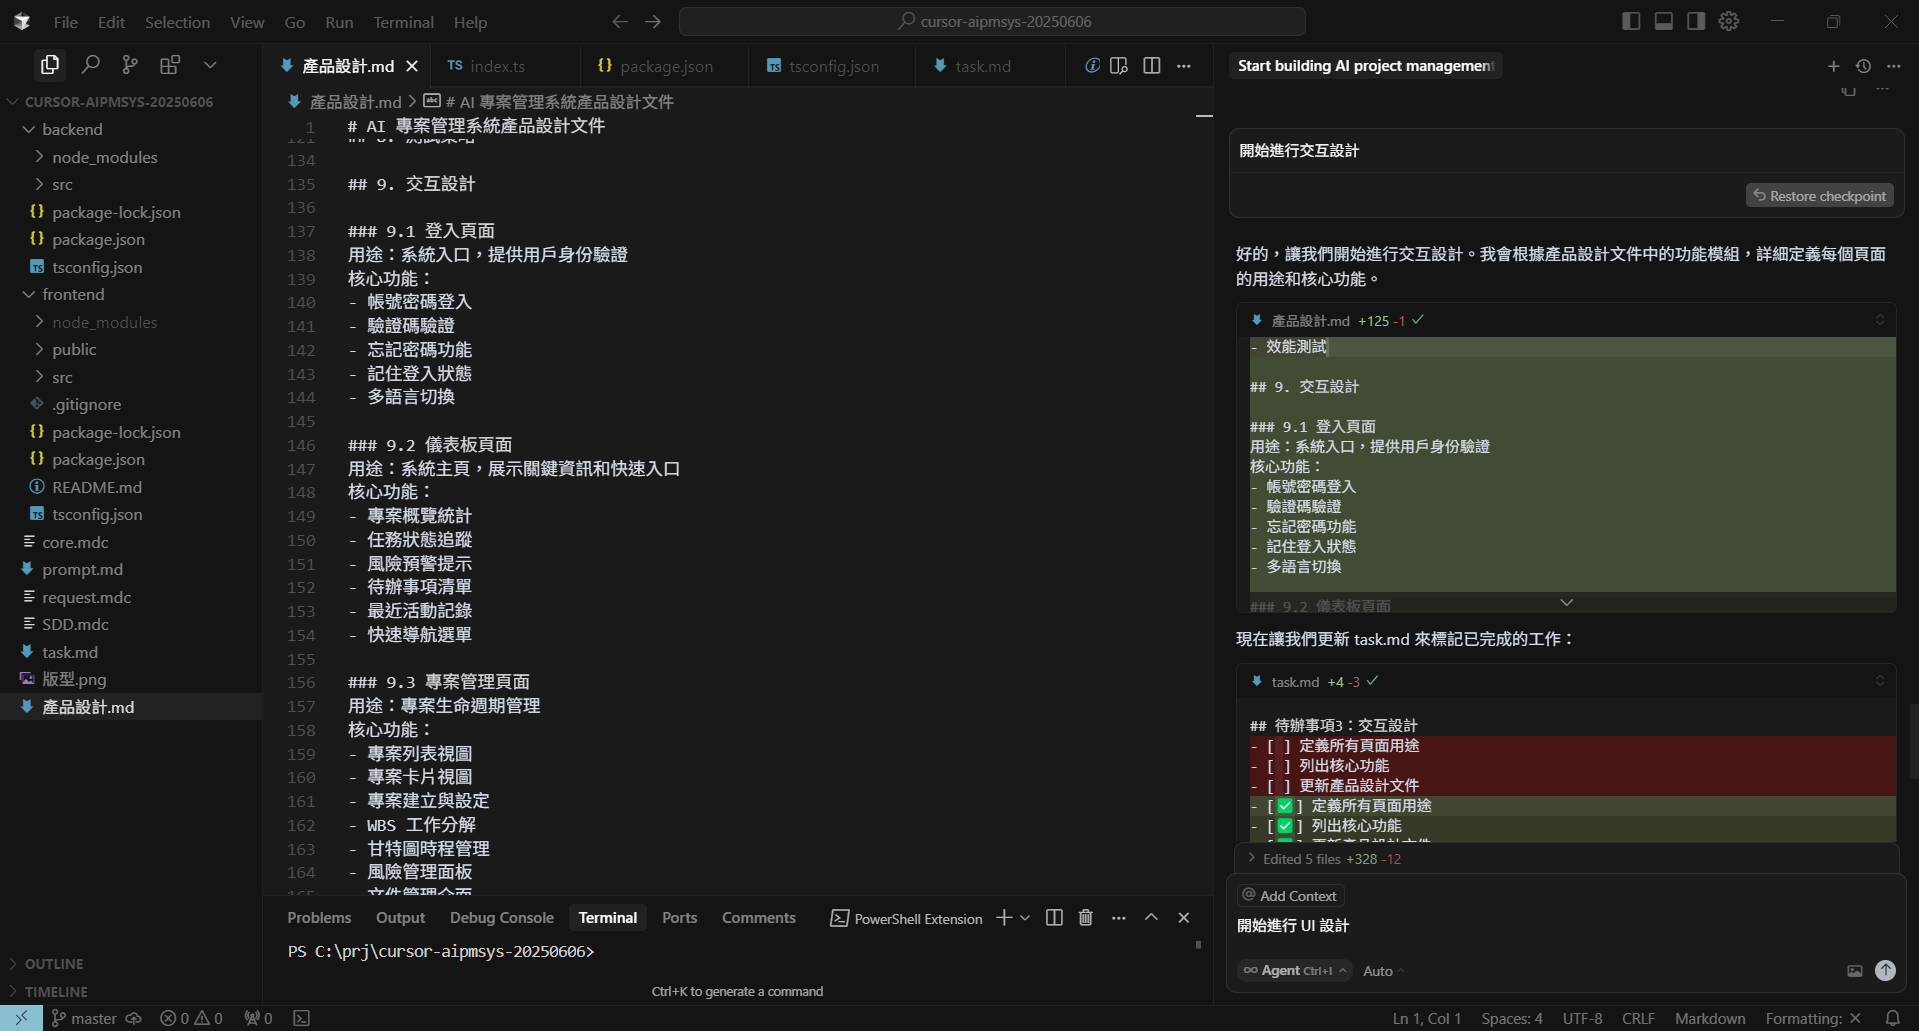 File Edit Selection View Go Run Terminal Help
cursor-aipmsys-20250606
CURSOR-AIPMSYS-20250606
backend
node_modules
src
package-lock.json
package.json
tsconfig.json
frontend
node_modules
public
src
.gitignore
package-lock.json
package.json
README.md
tsconfig.json
core.mdc
prompt.md
request.mdc
SDD.mdc
task.md
版型.png
產品設計.md
OUTLINE
TIMELINE
產品設計.md
TS index.ts
package.json
tsconfig.json
task.md
產品設計.md > # AI 專案管理系統產品設計文件
1 # AI 專案管理系統產品設計文件
121 ## 8. 測試策略
134
135 ## 9. 交互設計
136
137 ### 9.1 登入頁面
138 用途：系統入口，提供用戶身份驗證
139 核心功能：
140 - 帳號密碼登入
141 - 驗證碼驗證
142 - 忘記密碼功能
143 - 記住登入狀態
144 - 多語言切換
145
146 ### 9.2 儀表板頁面
147 用途：系統主頁，展示關鍵資訊和快速入口
148 核心功能：
149 - 專案概覽統計
150 - 任務狀態追蹤
151 - 風險預警提示
152 - 待辦事項清單
153 - 最近活動記錄
154 - 快速導航選單
155
156 ### 9.3 專案管理頁面
157 用途：專案生命週期管理
158 核心功能：
159 - 專案列表視圖
160 - 專案卡片視圖
161 - 專案建立與設定
162 - WBS 工作分解
163 - 甘特圖時程管理
164 - 風險管理面板
165 - 文件管理介面
Problems Output Debug Console Terminal Ports Comments
PowerShell Extension
PS C:\prj\cursor-aipmsys-20250606>
Ctrl+K to generate a command
Start building AI project management
開始進行交互設計
Restore checkpoint
好的，讓我們開始進行交互設計。我會根據產品設計文件中的功能模組，詳細定義每個頁面
的用途和核心功能。
產品設計.md +125 -1
- 效能測試
## 9. 交互設計
### 9.1 登入頁面
用途：系統入口，提供用戶身份驗證
核心功能：
- 帳號密碼登入
- 驗證碼驗證
- 忘記密碼功能
- 記住登入狀態
- 多語言切換
### 9.2 儀表板頁面
現在讓我們更新 task.md 來標記已完成的工作：
task.md +4 -3
## 待辦事項3：交互設計
- [ ] 定義所有頁面用途
- [ ] 列出核心功能
- [ ] 更新產品設計文件
- [✅] 定義所有頁面用途
- [✅] 列出核心功能
Edited 5 files +328 -12
@ Add Context
開始進行 UI 設計
Agent Ctrl+I Auto
master 0 0 0
Ln 1, Col 1 Spaces: 4 UTF-8 CRLF Markdown Formatting: